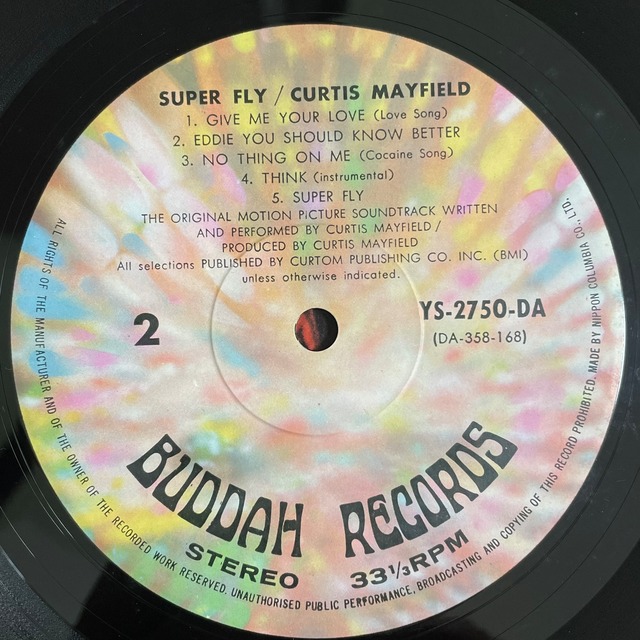 SUPER FLY / CURTIS MAYFIELD
1. GIVE ME YOUR LOVE (Love Song)
2. EDDIE YOU SHOULD KNOW BETTER
3. NO THING ON ME (Cocaine Song)
4. THINK (instrumental)
5. SUPER FLY
THE ORIGINAL MOTION PICTURE SOUNDTRACK WRITTEN
AND PERFORMED BY CURTIS MAYFIELD /
PRODUCED BY CURTIS MAYFIELD
All selections PUBLISHED BY CURTOM PUBLISHING CO. INC. (BMI)
unless otherwise indicated.
2
YS-2750-DA
(DA-358-168)
BUDDAH RECORDS
STEREO 33⅓RPM
ALL RIGHTS OF THE MANUFACTURER AND OF THE OWNER OF THE RECORDED WORK RESERVED. UNAUTHORISED PUBLIC PERFORMANCE, BROADCASTING AND COPYING OF THIS RECORD PROHIBITED. MADE BY NIPPON COLUMBIA CO., LTD.